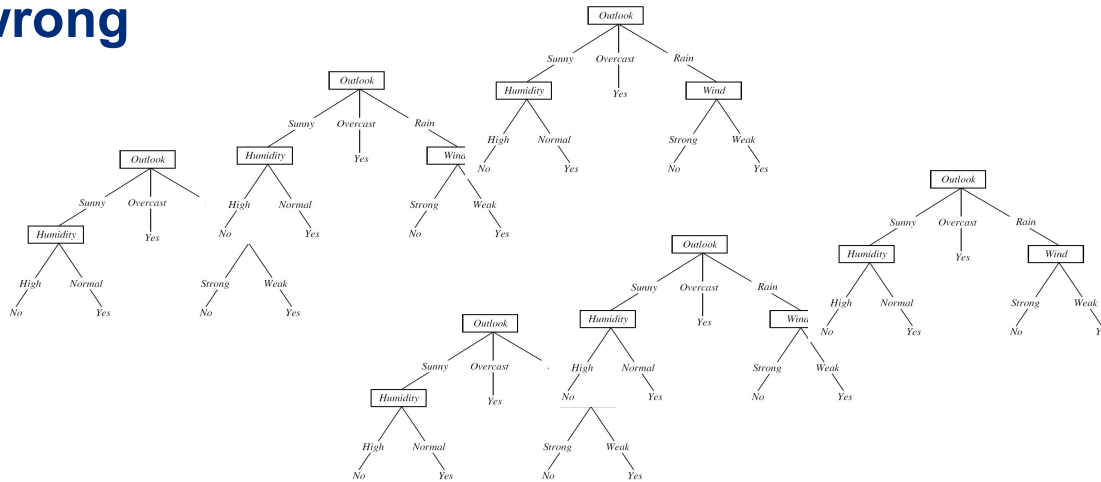 wrong
Outlook
Sunny Overcast Rain
Humidity Yes Wind
High Normal Strong Weak
No Yes No Yes
Outlook
Sunny Overcast Rain
Humidity Yes Wind
High Normal Strong Weak
No Yes No Yes
Outlook
Sunny Overcast
Humidity Yes
High Normal Strong Weak
No Yes No Yes
Outlook
Sunny Overcast Rain
Humidity Yes Wind
High Normal Strong Weak
No Yes No Y
Outlook
Sunny Overcast Rain
Humidity Yes Wind
High Normal Strong Weak
No Yes No Yes
Outlook
Sunny Overcast
Humidity Yes
High Normal Strong Weak
No Yes No Yes